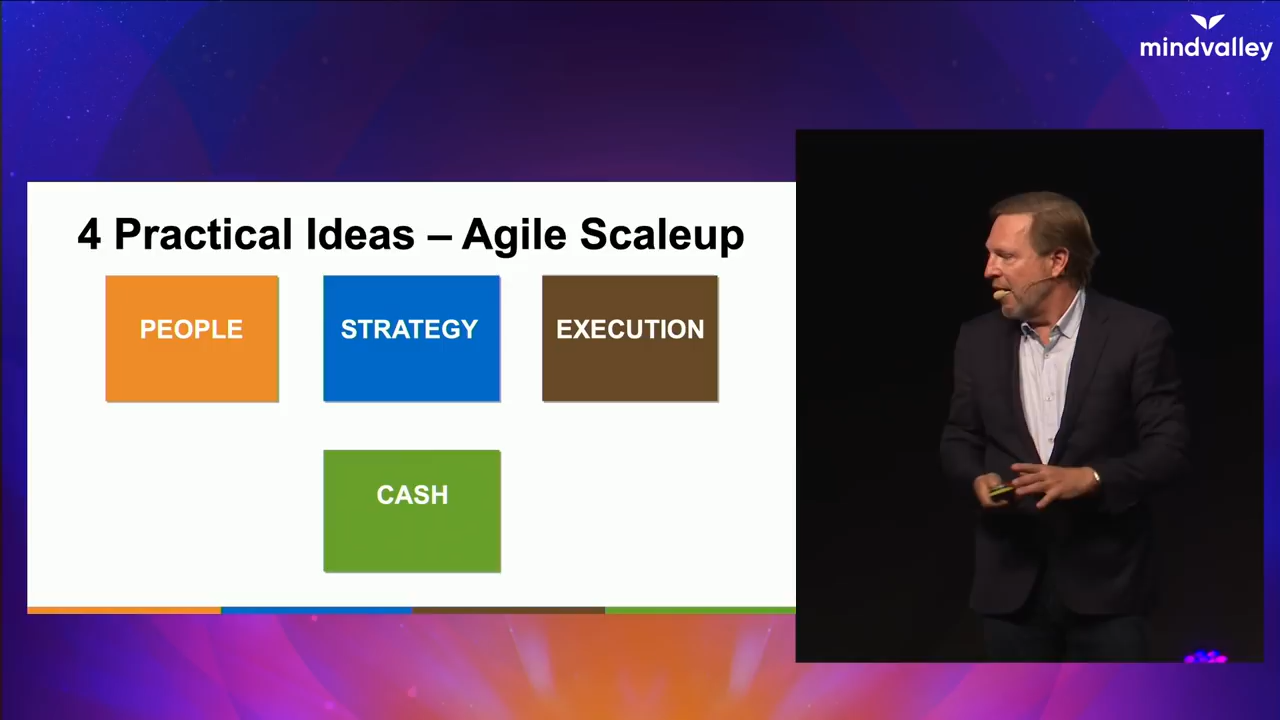 mindvalley
4 Practical Ideas – Agile Scaleup
PEOPLE
STRATEGY
EXECUTION
CASH